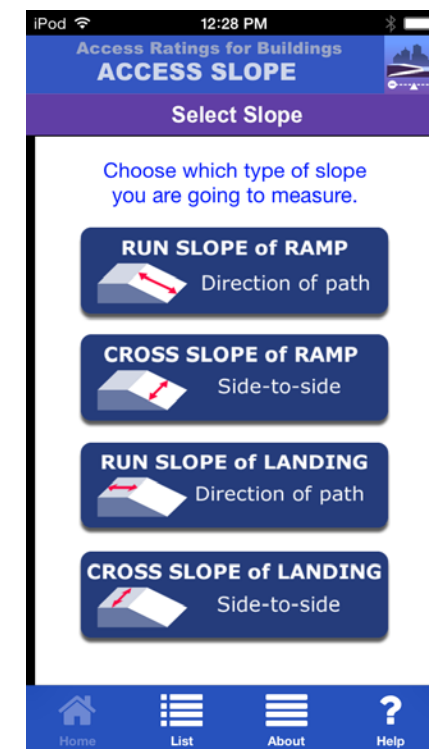 iPod 12:28 PM
Access Ratings for Buildings
ACCESS SLOPE
Select Slope
Choose which type of slope
you are going to measure.
RUN SLOPE of RAMP
Direction of path
CROSS SLOPE of RAMP
Side-to-side
RUN SLOPE of LANDING
Direction of path
CROSS SLOPE of LANDING
Side-to-side
Home List About Help